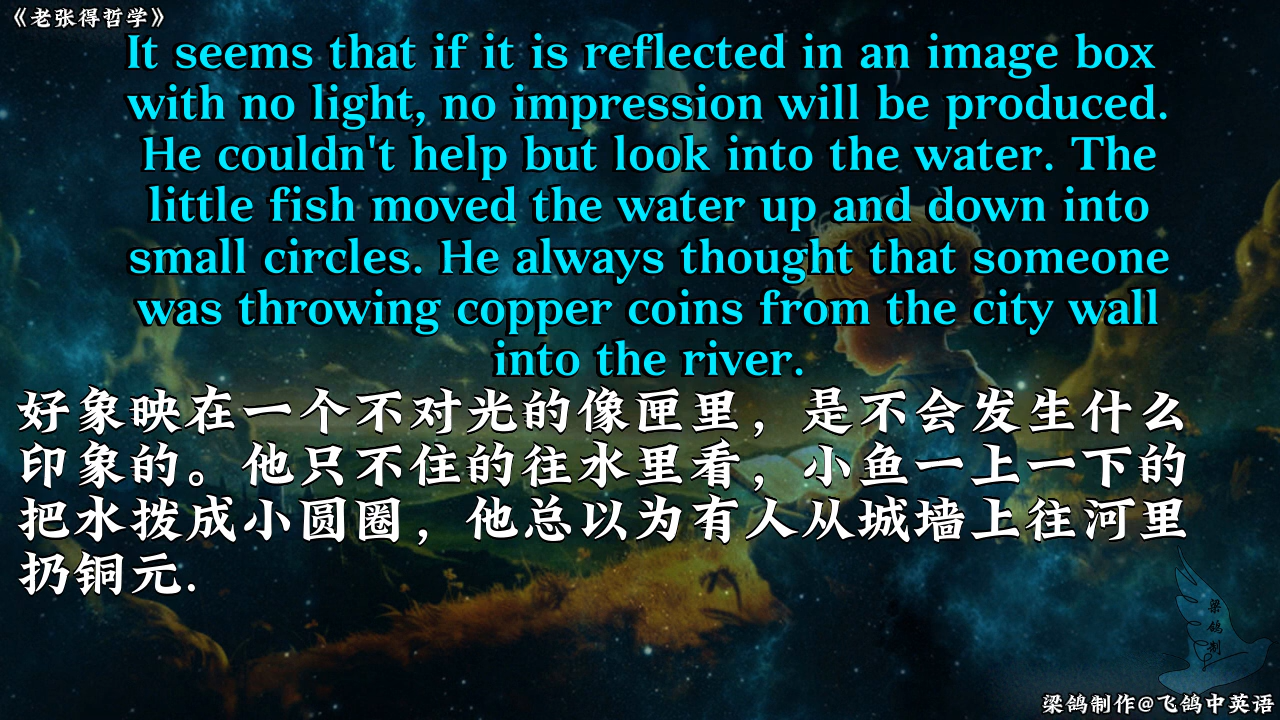 《老张得哲学》
It seems that if it is reflected in an image box
with no light, no impression will be produced.
He couldn't help but look into the water. The
little fish moved the water up and down into
small circles. He always thought that someone
was throwing copper coins from the city wall
into the river.
好象映在一个不对光的像匣里，是不会发生什么
印象的。他只不住的往水里看，小鱼一上一下的
把水拨成小圆圈，他总以为有人从城墙上往河里
扔铜元.
梁鸽制
梁鸽制作@飞鸽中英语